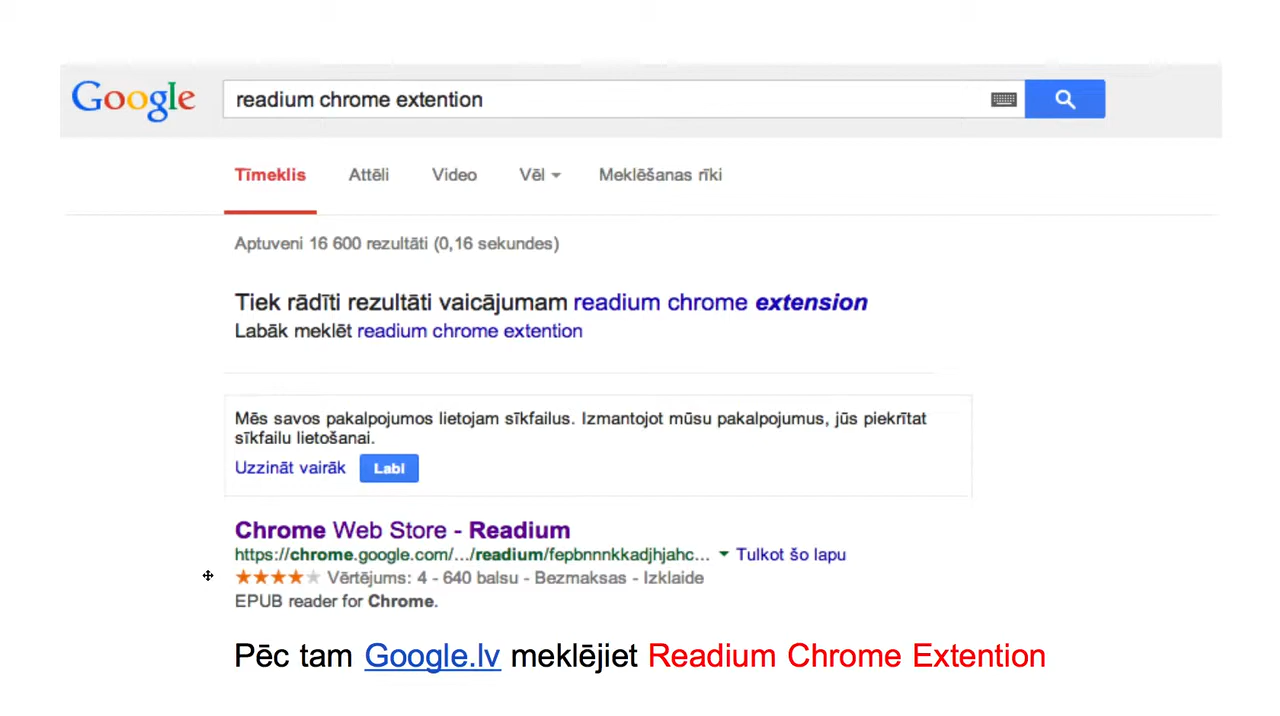 Google readium chrome extention
Tīmeklis Attēli Video Vēl Meklēšanas rīki
Aptuveni 16 600 rezultāti (0,16 sekundes)
Tiek rādīti rezultāti vaicājumam readium chrome extension
Labāk meklēt readium chrome extention
Mēs savos pakalpojumos lietojam sīkfailus. Izmantojot mūsu pakalpojumus, jūs piekrītat
sīkfailu lietošanai.
Uzzināt vairāk Labi
Chrome Web Store - Readium
https://chrome.google.com/.../readium/fepbnnnkkadjhjahc... Tulkot šo lapu
Vērtējums: 4 - 640 balsu - Bezmaksas - Izklaide
EPUB reader for Chrome.
Pēc tam Google.lv meklējiet Readium Chrome Extention